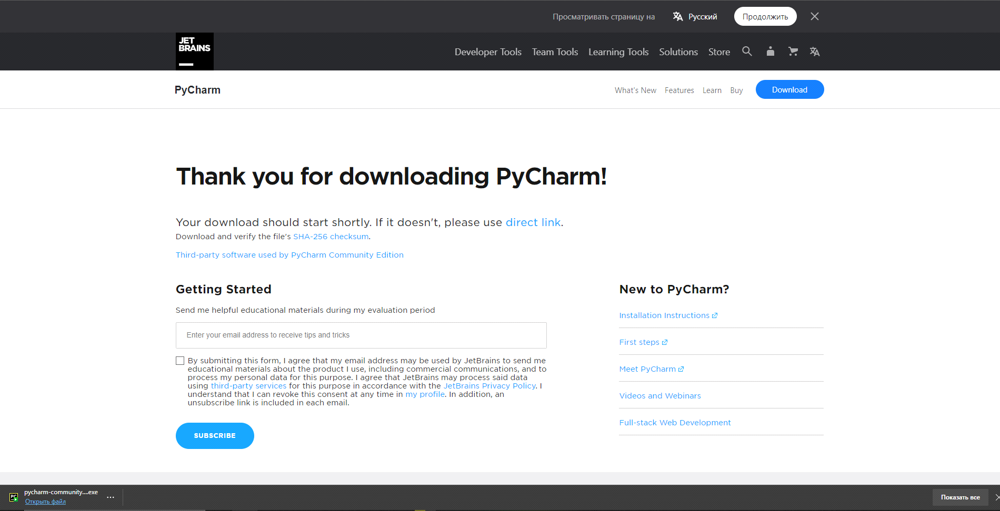 Просматривать страницу на Русский Продолжить
JET
BRAINS
Developer Tools Team Tools Learning Tools Solutions Store
PyCharm
What's New Features Learn Buy Download
Thank you for downloading PyCharm!
Your download should start shortly. If it doesn't, please use direct link.
Download and verify the file's SHA-256 checksum.
Third-party software used by PyCharm Community Edition
Getting Started
Send me helpful educational materials during my evaluation period
Enter your email address to receive tips and tricks
By submitting this form, I agree that my email address may be used by JetBrains to send me
educational materials about the product I use, including commercial communications, and to
process my personal data for this purpose. I agree that JetBrains may process said data
using third-party services for this purpose in accordance with the JetBrains Privacy Policy. I
understand that I can revoke this consent at any time in my profile. In addition, an
unsubscribe link is included in each email.
SUBSCRIBE
New to PyCharm?
Installation Instructions
First steps
Meet PyCharm
Videos and Webinars
Full-stack Web Development
PC
pycharm-community....exe
Открыть файл
Показать все